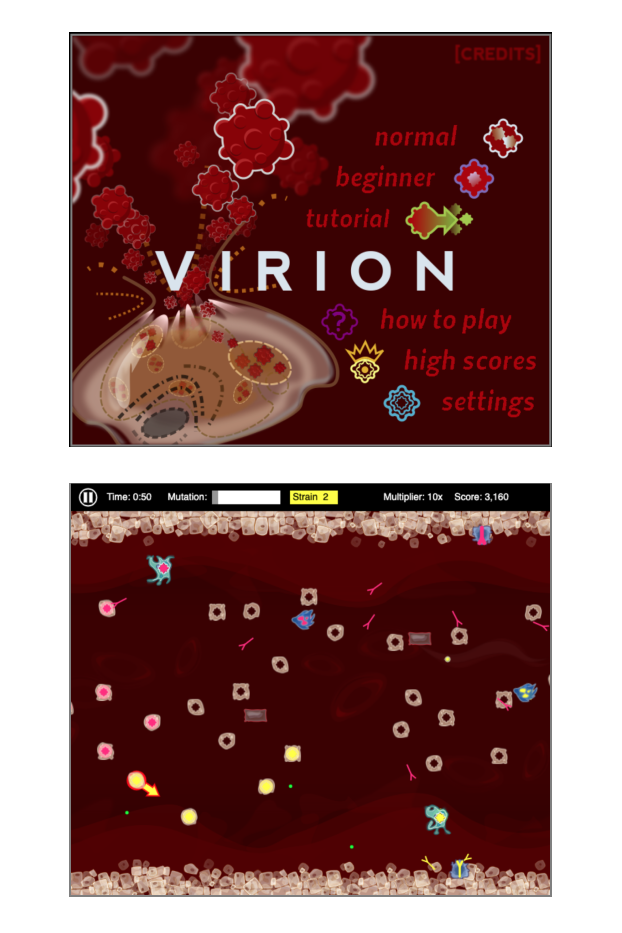 [CREDITS]
normal
beginner
tutorial
VIRION
?
how to play
high scores
settings
Time: 0:50 Mutation: Strain 2 Multiplier: 10x Score: 3,160